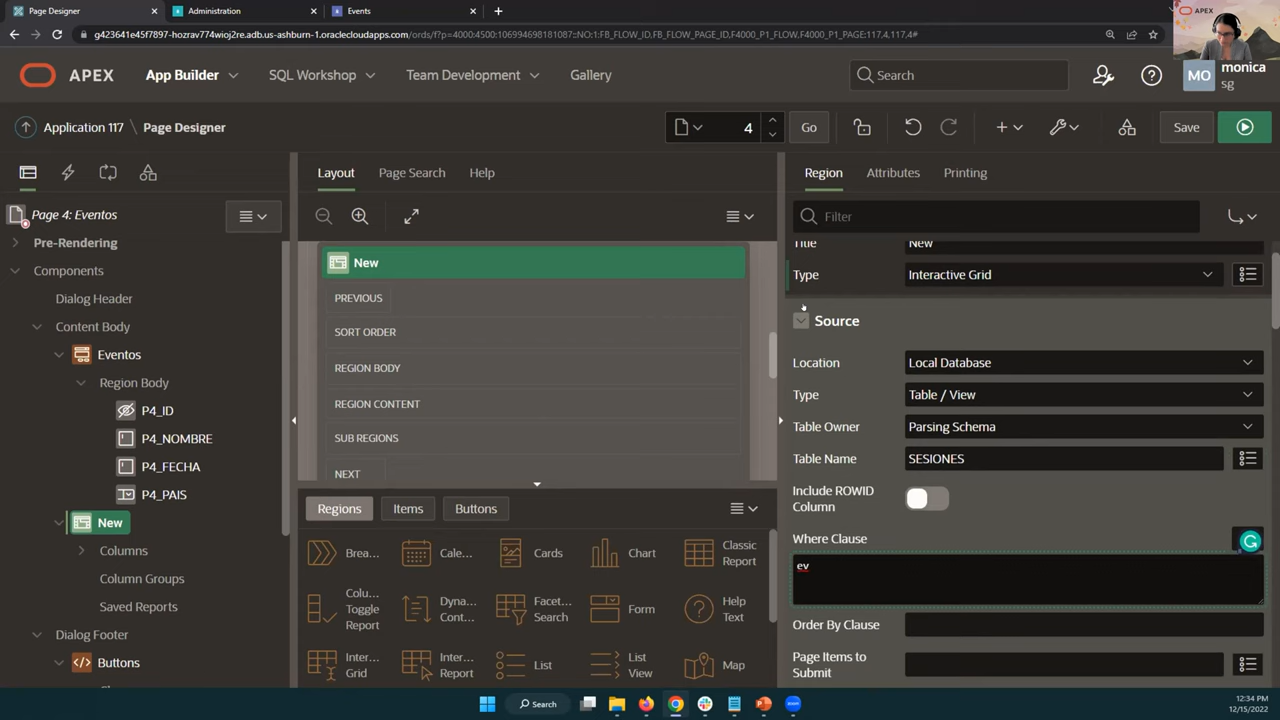 Page Designer
Administration
Events
g423641e45f7897-hozrav774wioj2re.adb.us-ashburn-1.oraclecloudapps.com/ords/f?p=4000:4500:106994698181087::NO:1:FB_FLOW_ID,FB_FLOW_PAGE_ID,F4000_P1_FLOW,F4000_P1_PAGE:117,4,117,4#
APEX
APEX
App Builder
SQL Workshop
Team Development
Gallery
Search
MO
monica
sg
Application 117
\
Page Designer
4
Go
Save
Layout
Page Search
Help
Region
Attributes
Printing
Page 4: Eventos
Filter
Pre-Rendering
Components
Dialog Header
Content Body
Eventos
Region Body
P4_ID
P4_NOMBRE
P4_FECHA
P4_PAIS
New
Columns
Column Groups
Saved Reports
Dialog Footer
Buttons
New
PREVIOUS
SORT ORDER
REGION BODY
REGION CONTENT
SUB REGIONS
NEXT
Regions
Items
Buttons
Brea...
Cale...
Cards
Chart
Classic
Report
Colu...
Toggle
Report
Dyna...
Cont...
Facet...
Search
Form
Help
Text
Inter...
Grid
Inter...
Report
List
List
View
Map
Title
New
Type
Interactive Grid
Source
Location
Local Database
Type
Table / View
Table Owner
Parsing Schema
Table Name
SESIONES
Include ROWID
Column
Where Clause
ev
Order By Clause
Page Items to
Submit
Search
12:34 PM
12/15/2022